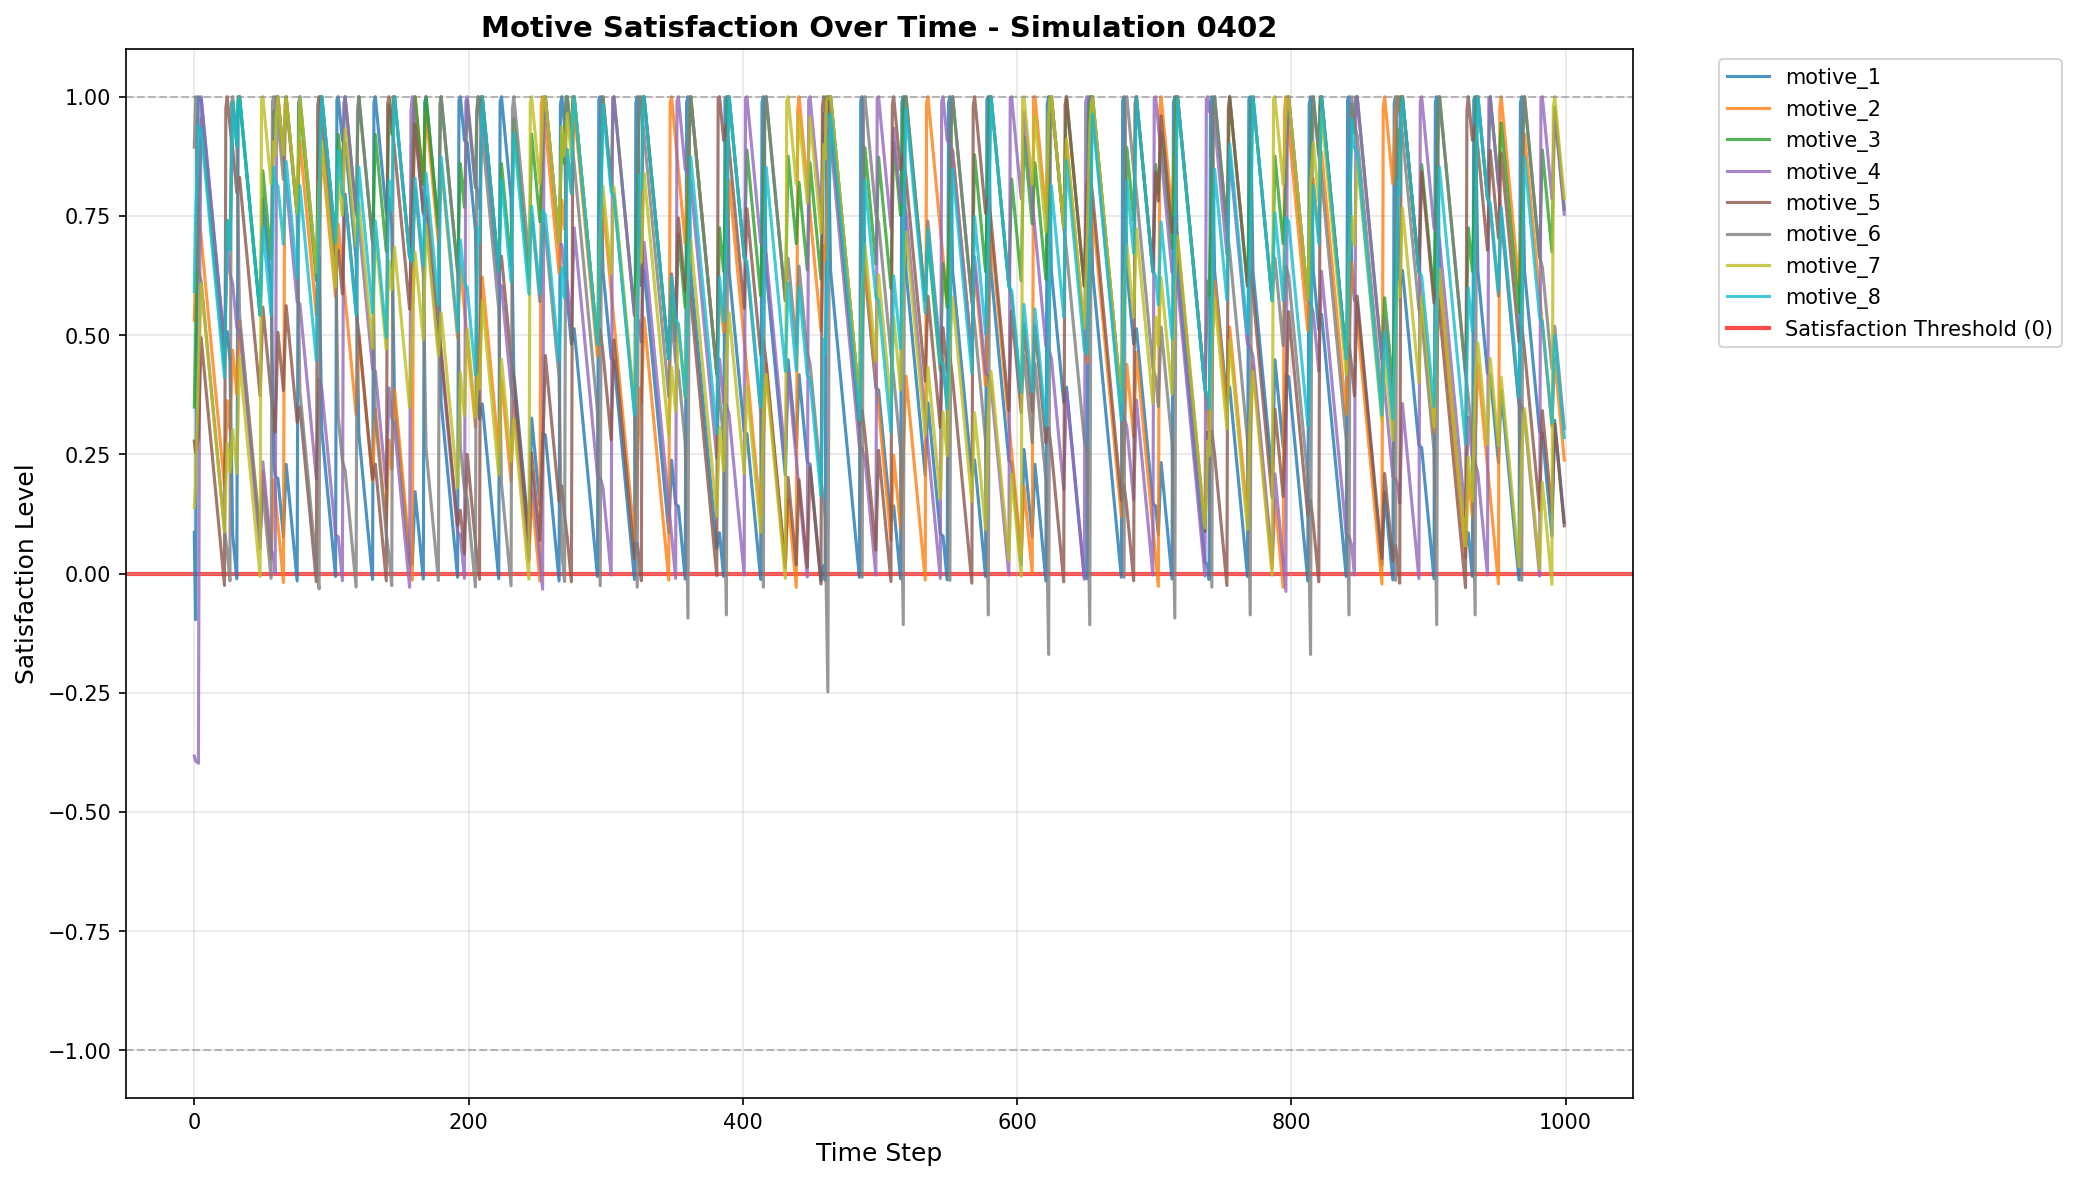 Motive Satisfaction Over Time - Simulation 0402
Satisfaction Level
1.00
0.75
0.50
0.25
0.00
−0.25
−0.50
−0.75
−1.00
0
200
400
600
800
1000
Time Step
motive_1
motive_2
motive_3
motive_4
motive_5
motive_6
motive_7
motive_8
Satisfaction Threshold (0)